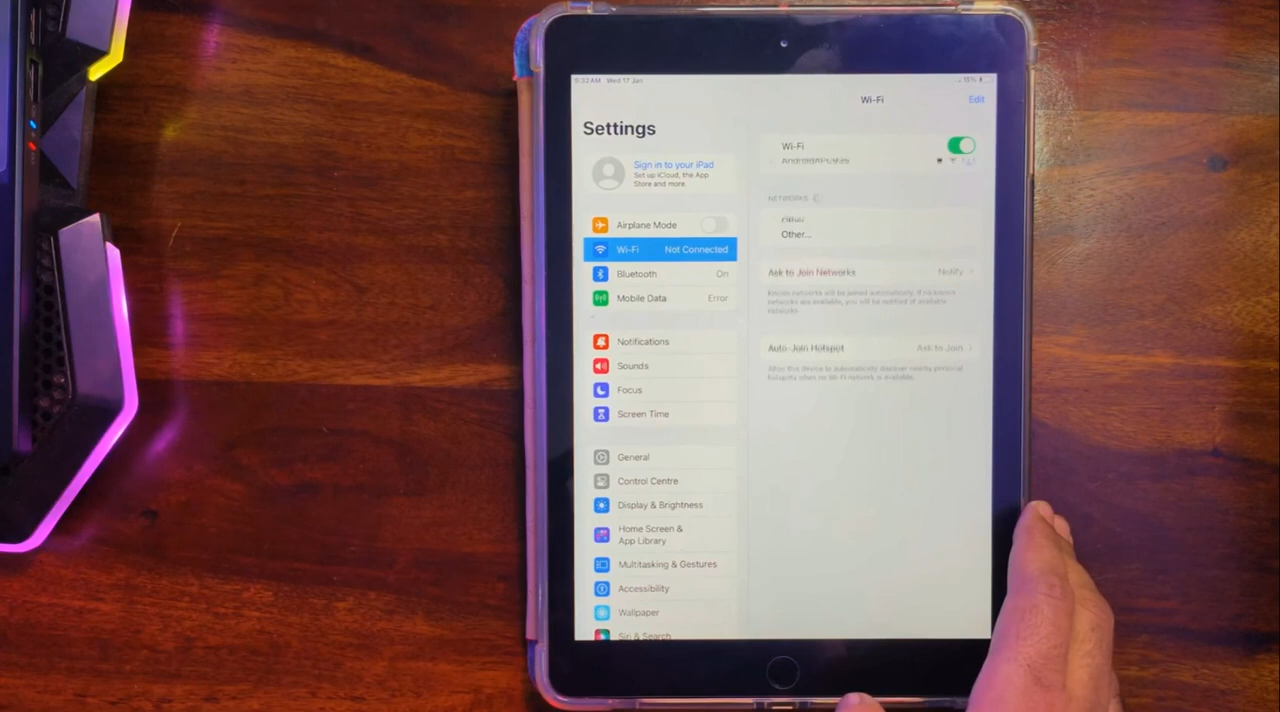 9:32 AM Wed 17 Jan
15%
Wi-Fi
Edit
Settings
Sign in to your iPad
Set up iCloud, the App
Store and more.
Airplane Mode
Wi-Fi Not Connected
Bluetooth On
Mobile Data Error
Notifications
Sounds
Focus
Screen Time
General
Control Centre
Display & Brightness
Home Screen &
App Library
Multitasking & Gestures
Accessibility
Wallpaper
Siri & Search
Wi-Fi
NETWORKS
Other...
Ask to Join Networks Notify
Known networks will be joined automatically. If no known
networks are available, you will be notified of available
networks.
Auto-Join Hotspot Ask to Join
Allow this device to automatically discover nearby personal
hotspots when no Wi-Fi network is available.